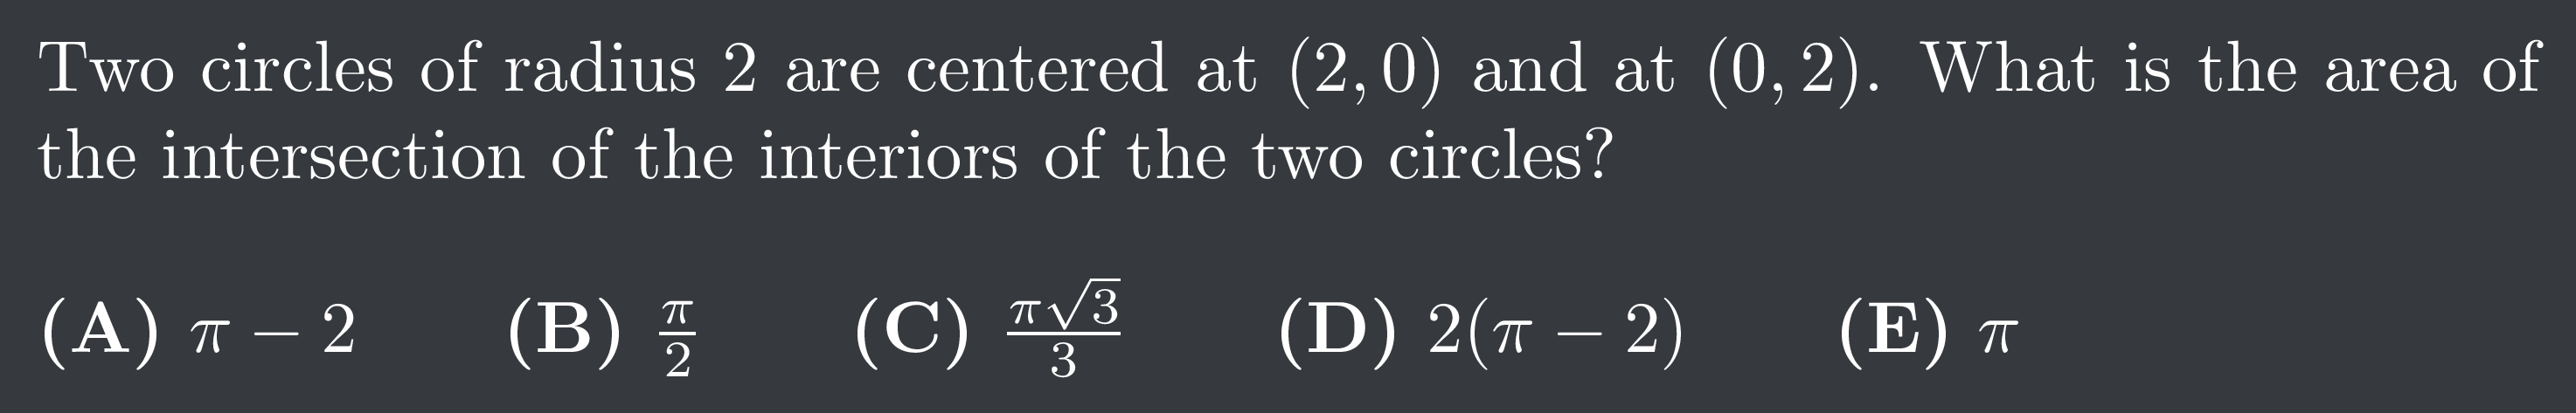 Two circles of radius 2 are centered at (2, 0) and at (0, 2). What is the area of
the intersection of the interiors of the two circles?
(A) π − 2 (B) π/2 (C) π√3/3 (D) 2(π − 2) (E) π